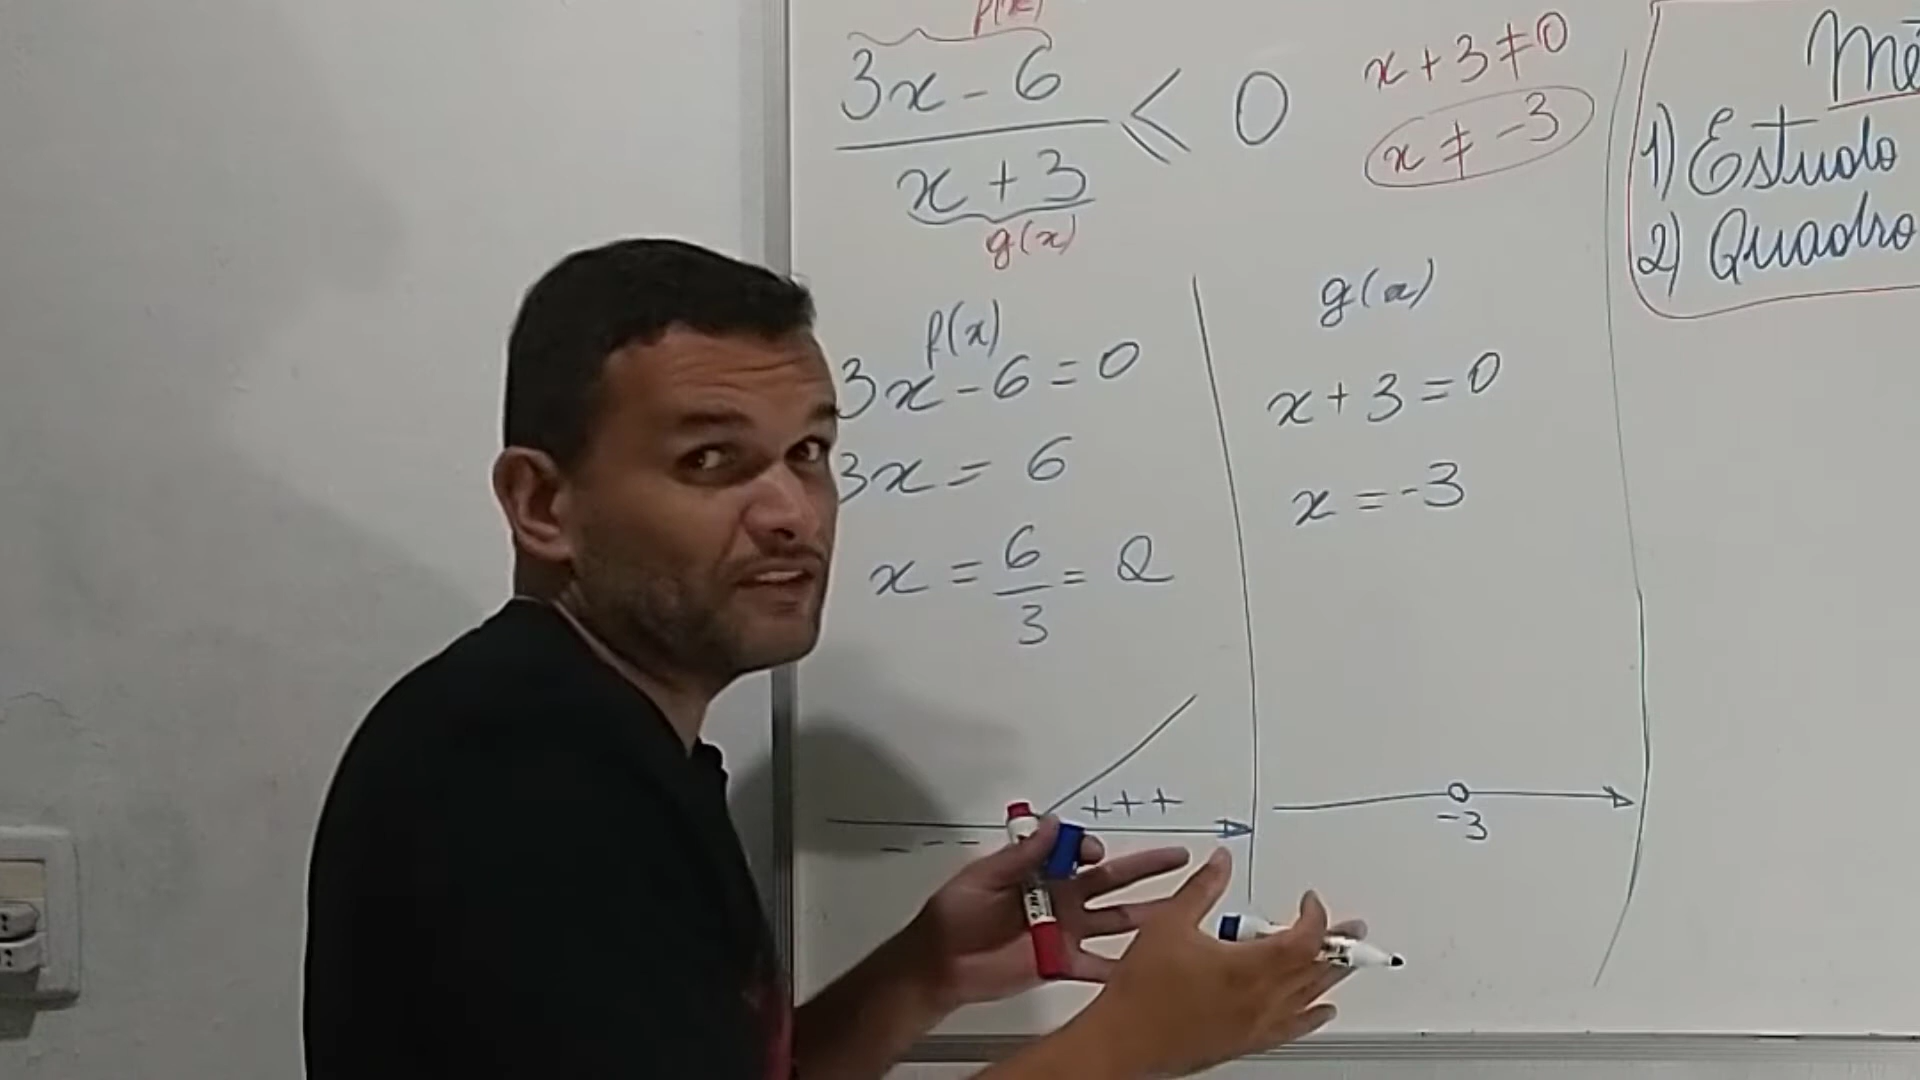 3x - 6
x + 3
≤ 0
g(x)
x + 3 ≠ 0
x ≠ -3
1) Estudo
2) Quadro
f(x)
3x - 6 = 0
3x = 6
x = 6/3 = 2
+++
---
g(x)
x + 3 = 0
x = -3
-3